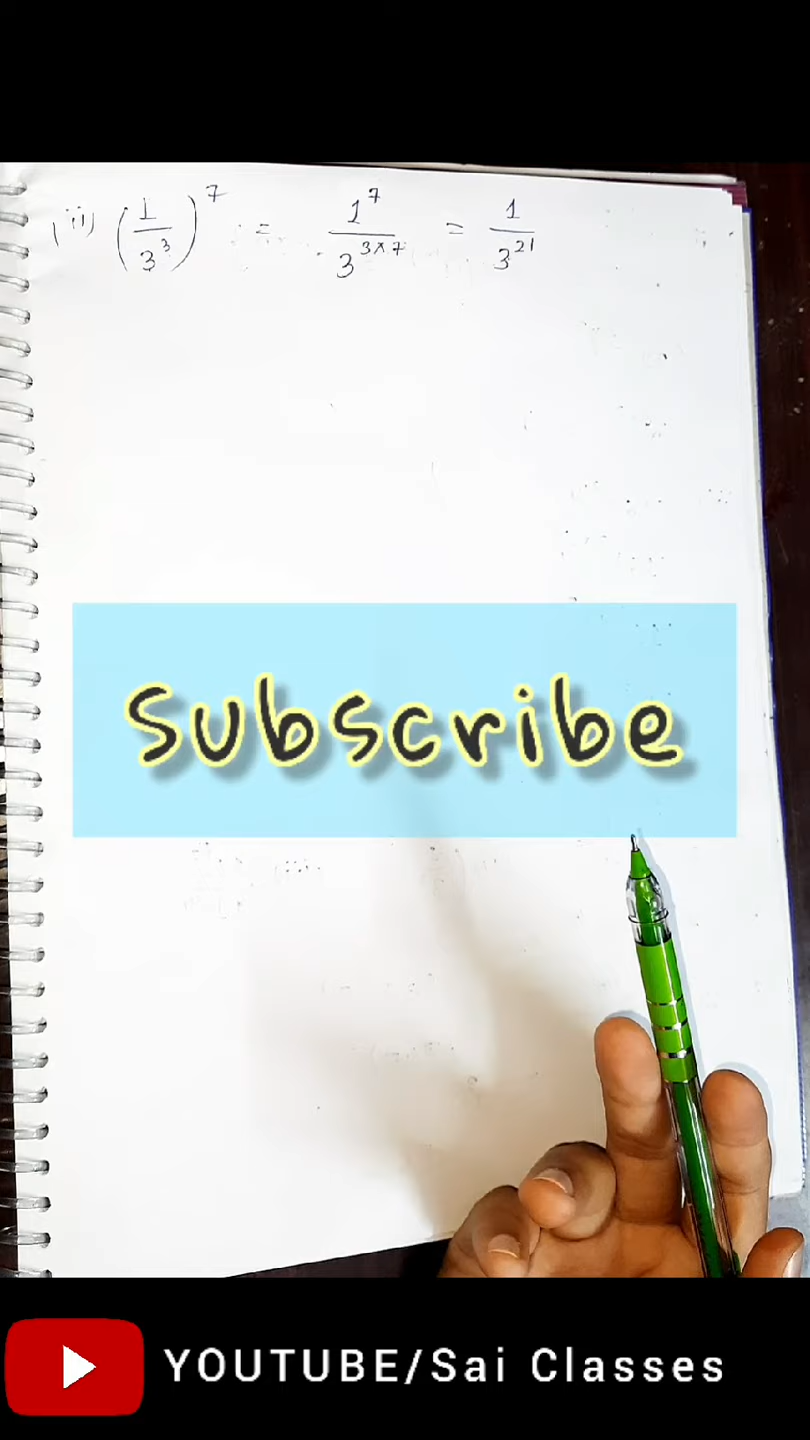 (iii) (1/3³)⁷ = 1⁷/3³ˣ⁷ = 1/3²¹
Subscribe
YOUTUBE/Sai Classes